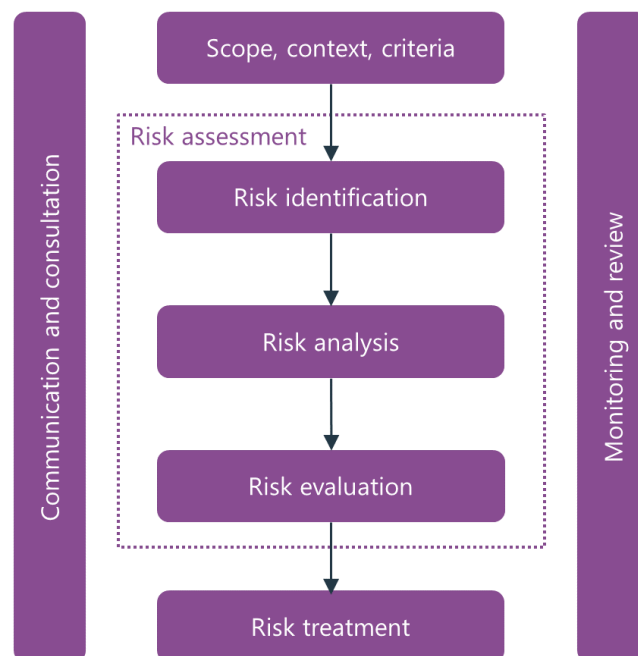 Communication and consultation
Scope, context, criteria
Risk assessment
Risk identification
Risk analysis
Risk evaluation
Risk treatment
Monitoring and review